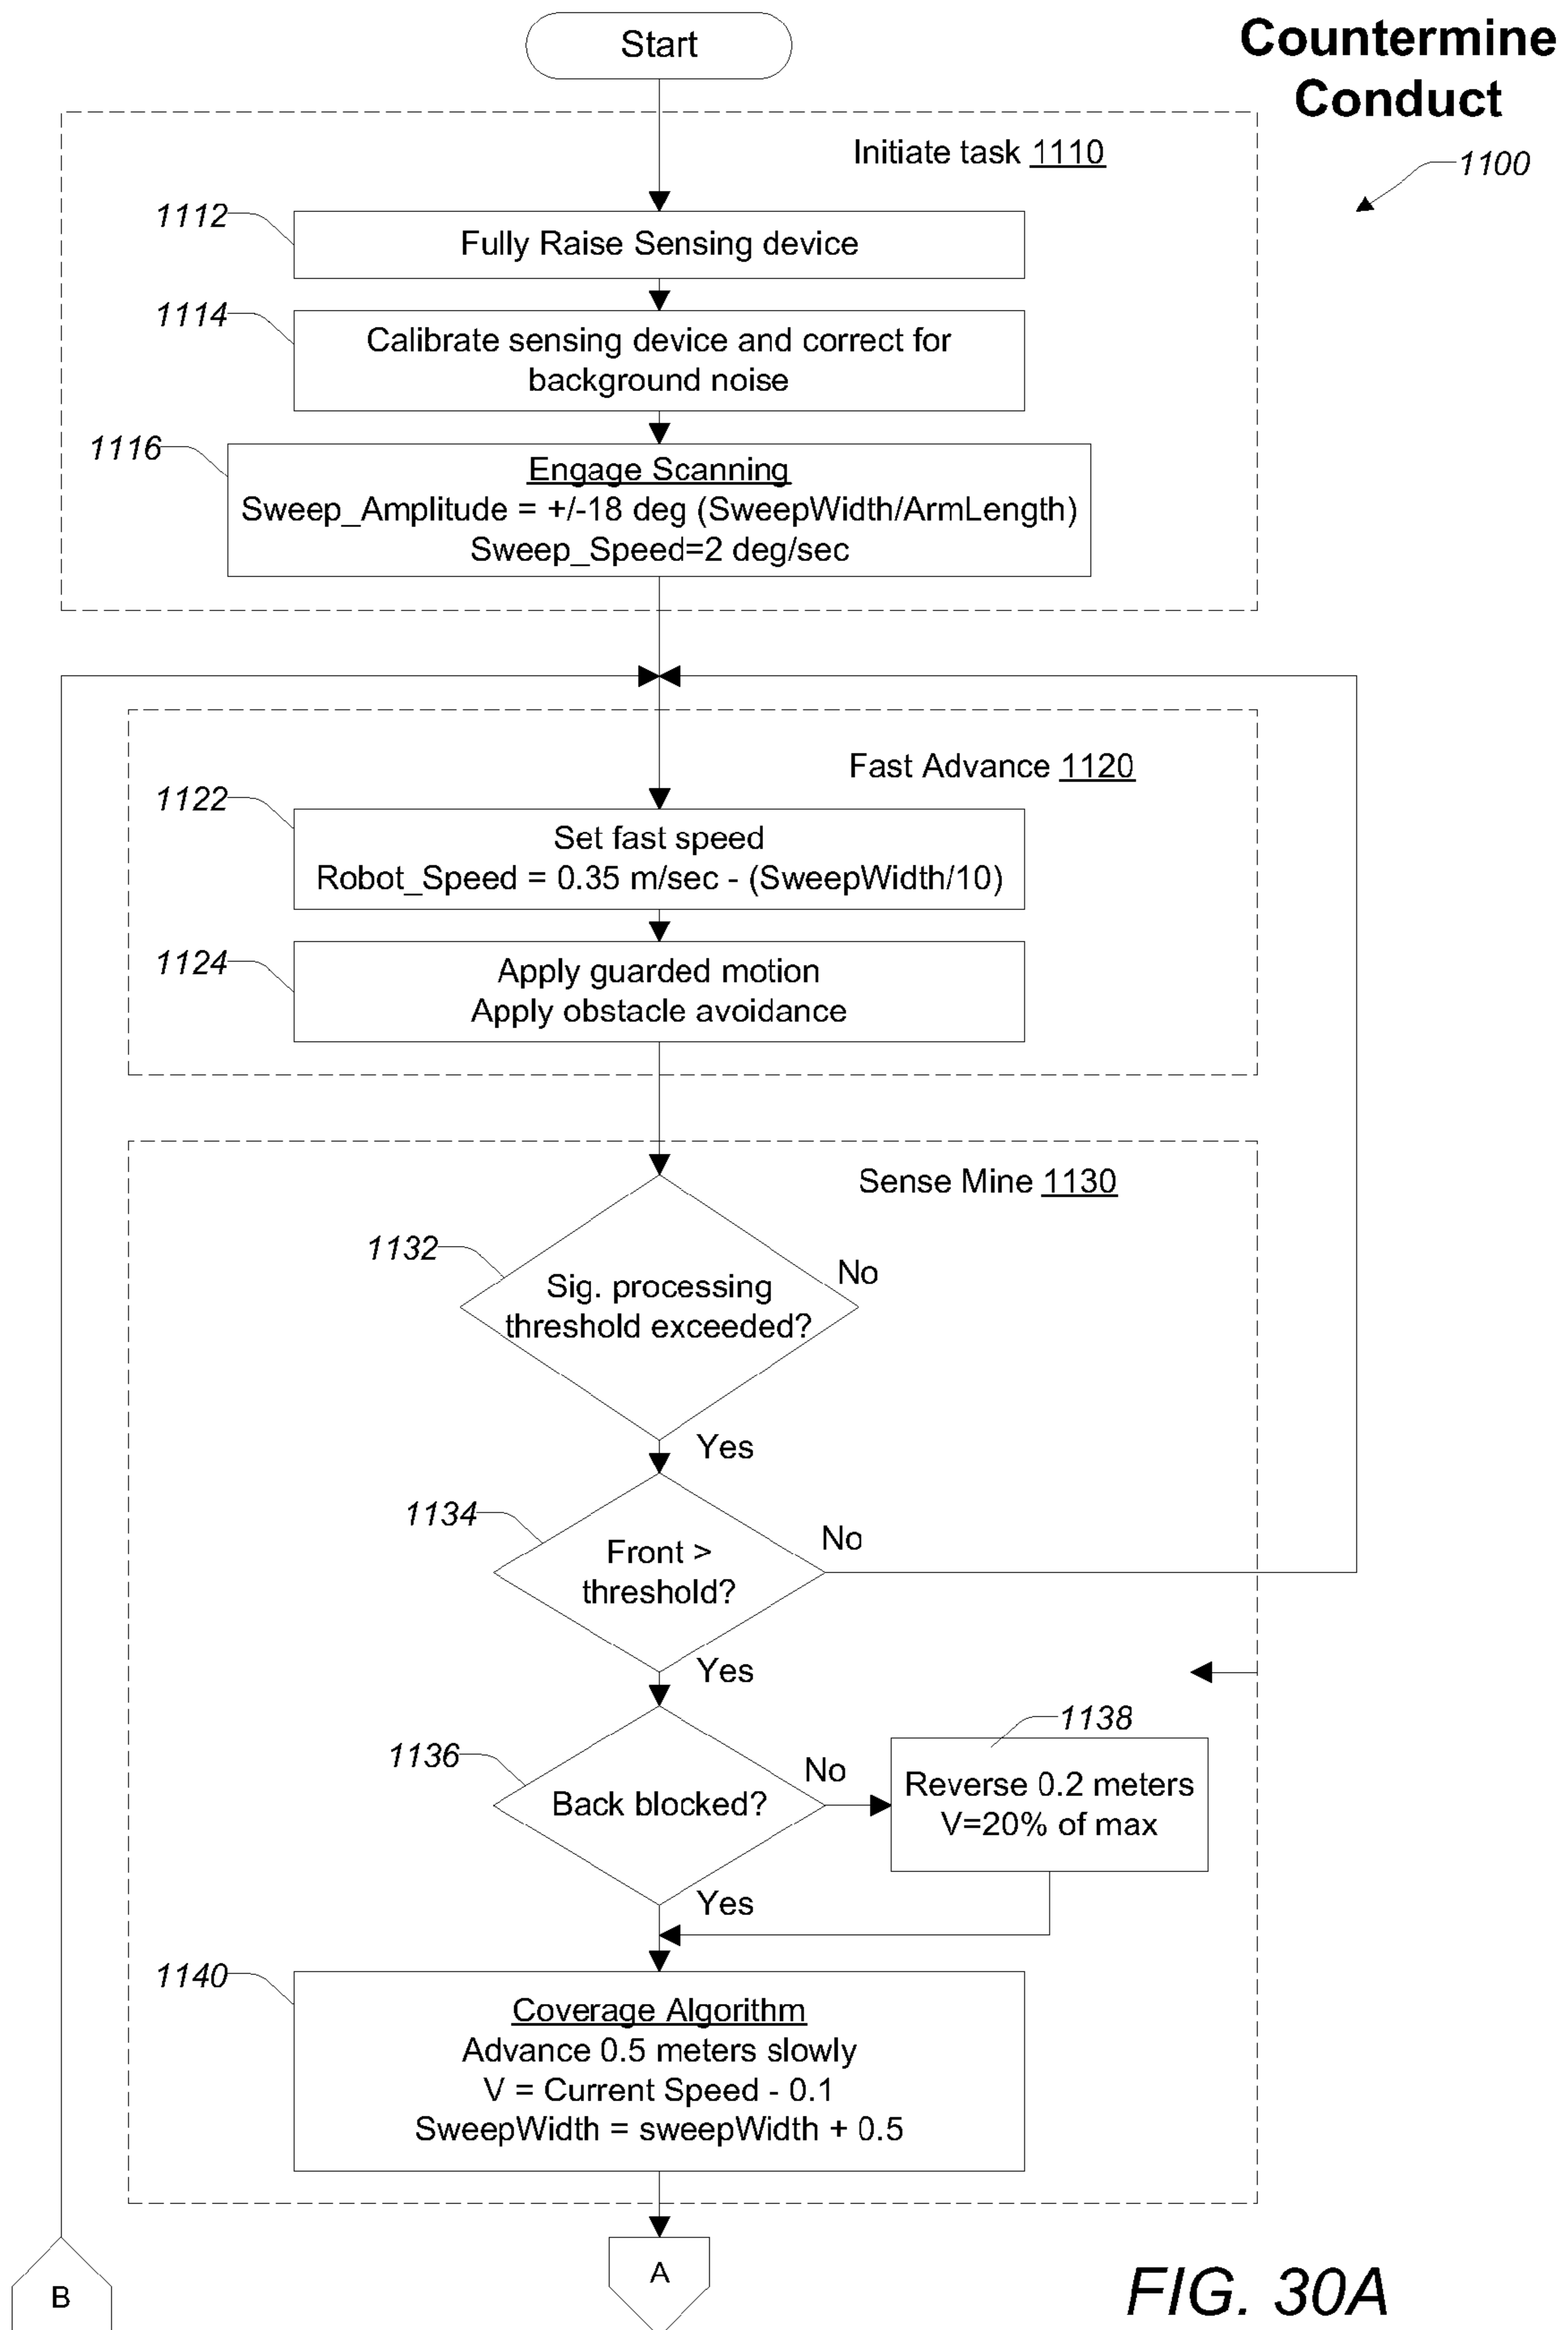 Start
Countermine
Conduct
1100
Initiate task 1110
1112
Fully Raise Sensing device
1114
Calibrate sensing device and correct for
background noise
1116
Engage Scanning
Sweep_Amplitude = +/-18 deg (SweepWidth/ArmLength)
Sweep_Speed=2 deg/sec
Fast Advance 1120
1122
Set fast speed
Robot_Speed = 0.35 m/sec - (SweepWidth/10)
1124
Apply guarded motion
Apply obstacle avoidance
Sense Mine 1130
1132
Sig. processing
threshold exceeded?
No
Yes
1134
Front >
threshold?
No
Yes
1136
Back blocked?
No
1138
Reverse 0.2 meters
V=20% of max
Yes
1140
Coverage Algorithm
Advance 0.5 meters slowly
V = Current Speed - 0.1
SweepWidth = sweepWidth + 0.5
B
A
FIG. 30A